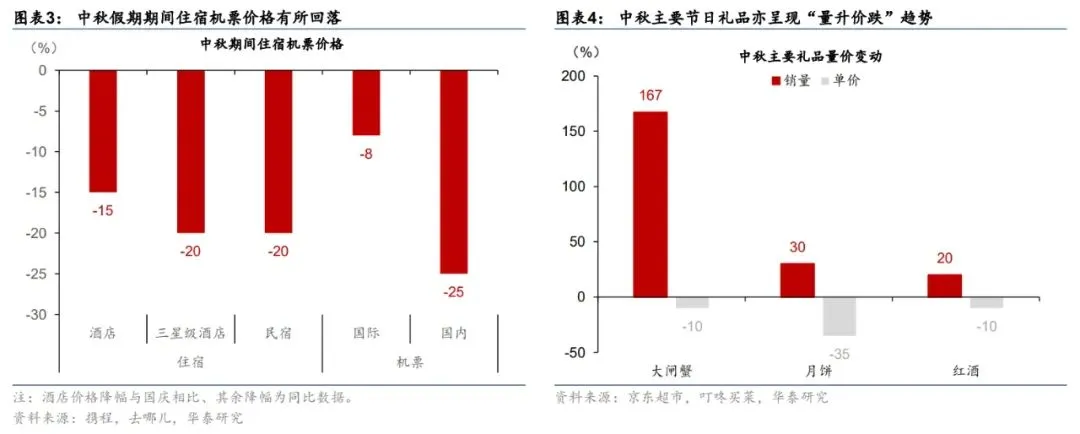 图表3： 中秋假期期间住宿机票价格有所回落
中秋期间住宿机票价格
(%)
0
-5
-10
-15
-20
-25
-30
-15
-20
-20
-8
-25
酒店 三星级酒店 民宿 国际 国内
住宿 机票
注：酒店价格降幅与国庆相比、其余降幅为同比数据。
资料来源：携程，去哪儿，华泰研究
图表4： 中秋主要节日礼品亦呈现“量升价跌”趋势
中秋主要礼品量价变动
(%)
销量 单价
200
150
100
50
0
-50
167
30
20
-10
-35
-10
大闸蟹 月饼 红酒
资料来源：京东超市，叮咚买菜，华泰研究